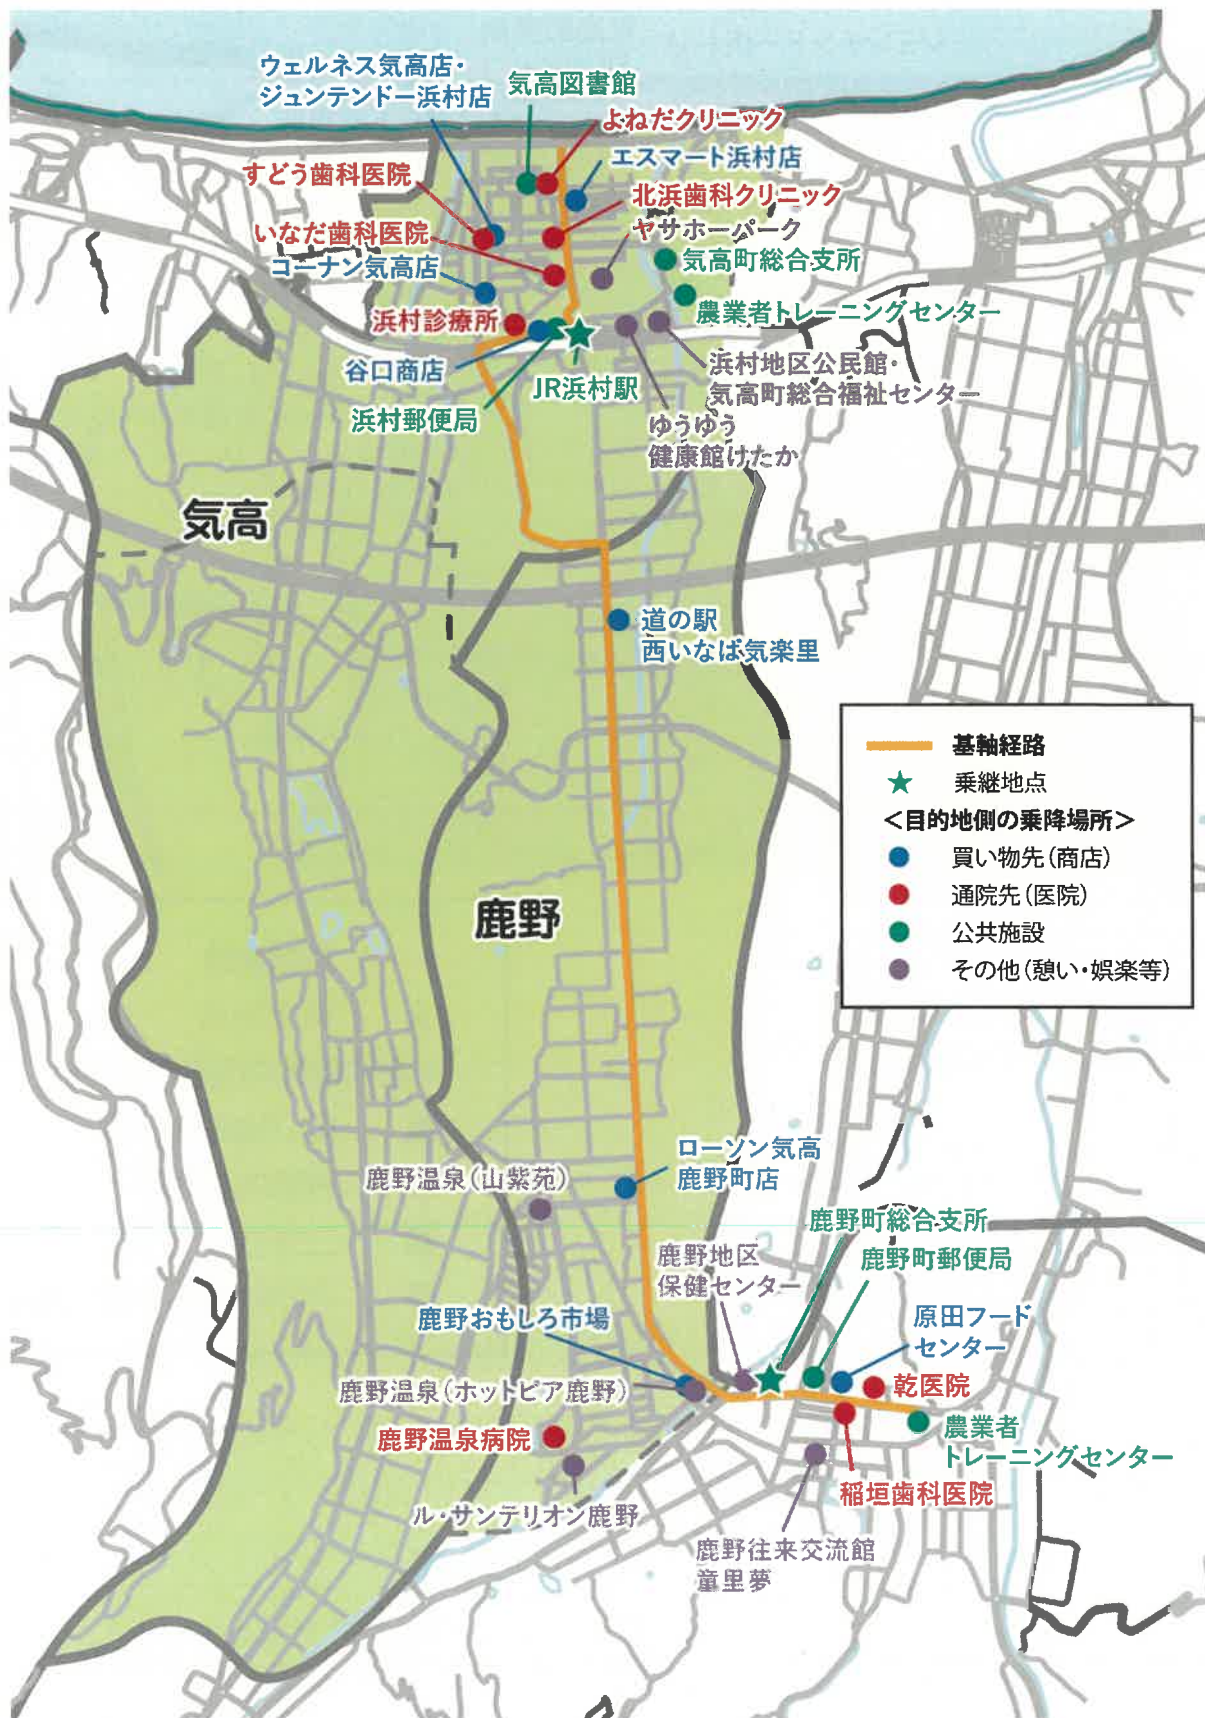 ウェルネス気高店・
ジュンテンドー浜村店
気高図書館
よねだクリニック
エスマート浜村店
すどう歯科医院
北浜歯科クリニック
いなだ歯科医院
ヤサホーパーク
コーナン気高店
気高町総合支所
農業者トレーニングセンター
浜村診療所
谷口商店
JR浜村駅
浜村地区公民館・
気高町総合福祉センター
浜村郵便局
ゆうゆう
健康館けたか
気高
道の駅
西いなば気楽里
基軸経路
乗継地点
<目的地側の乗降場所>
買い物先(商店)
通院先(医院)
公共施設
その他(憩い・娯楽等)
鹿野
ローソン気高
鹿野町店
鹿野温泉(山紫苑)
鹿野町総合支所
鹿野地区
保健センター
鹿野町郵便局
鹿野おもしろ市場
原田フード
センター
鹿野温泉(ホットピア鹿野)
乾医院
鹿野温泉病院
農業者
トレーニングセンター
稲垣歯科医院
ル・サンテリオン鹿野
鹿野往来交流館
童里夢